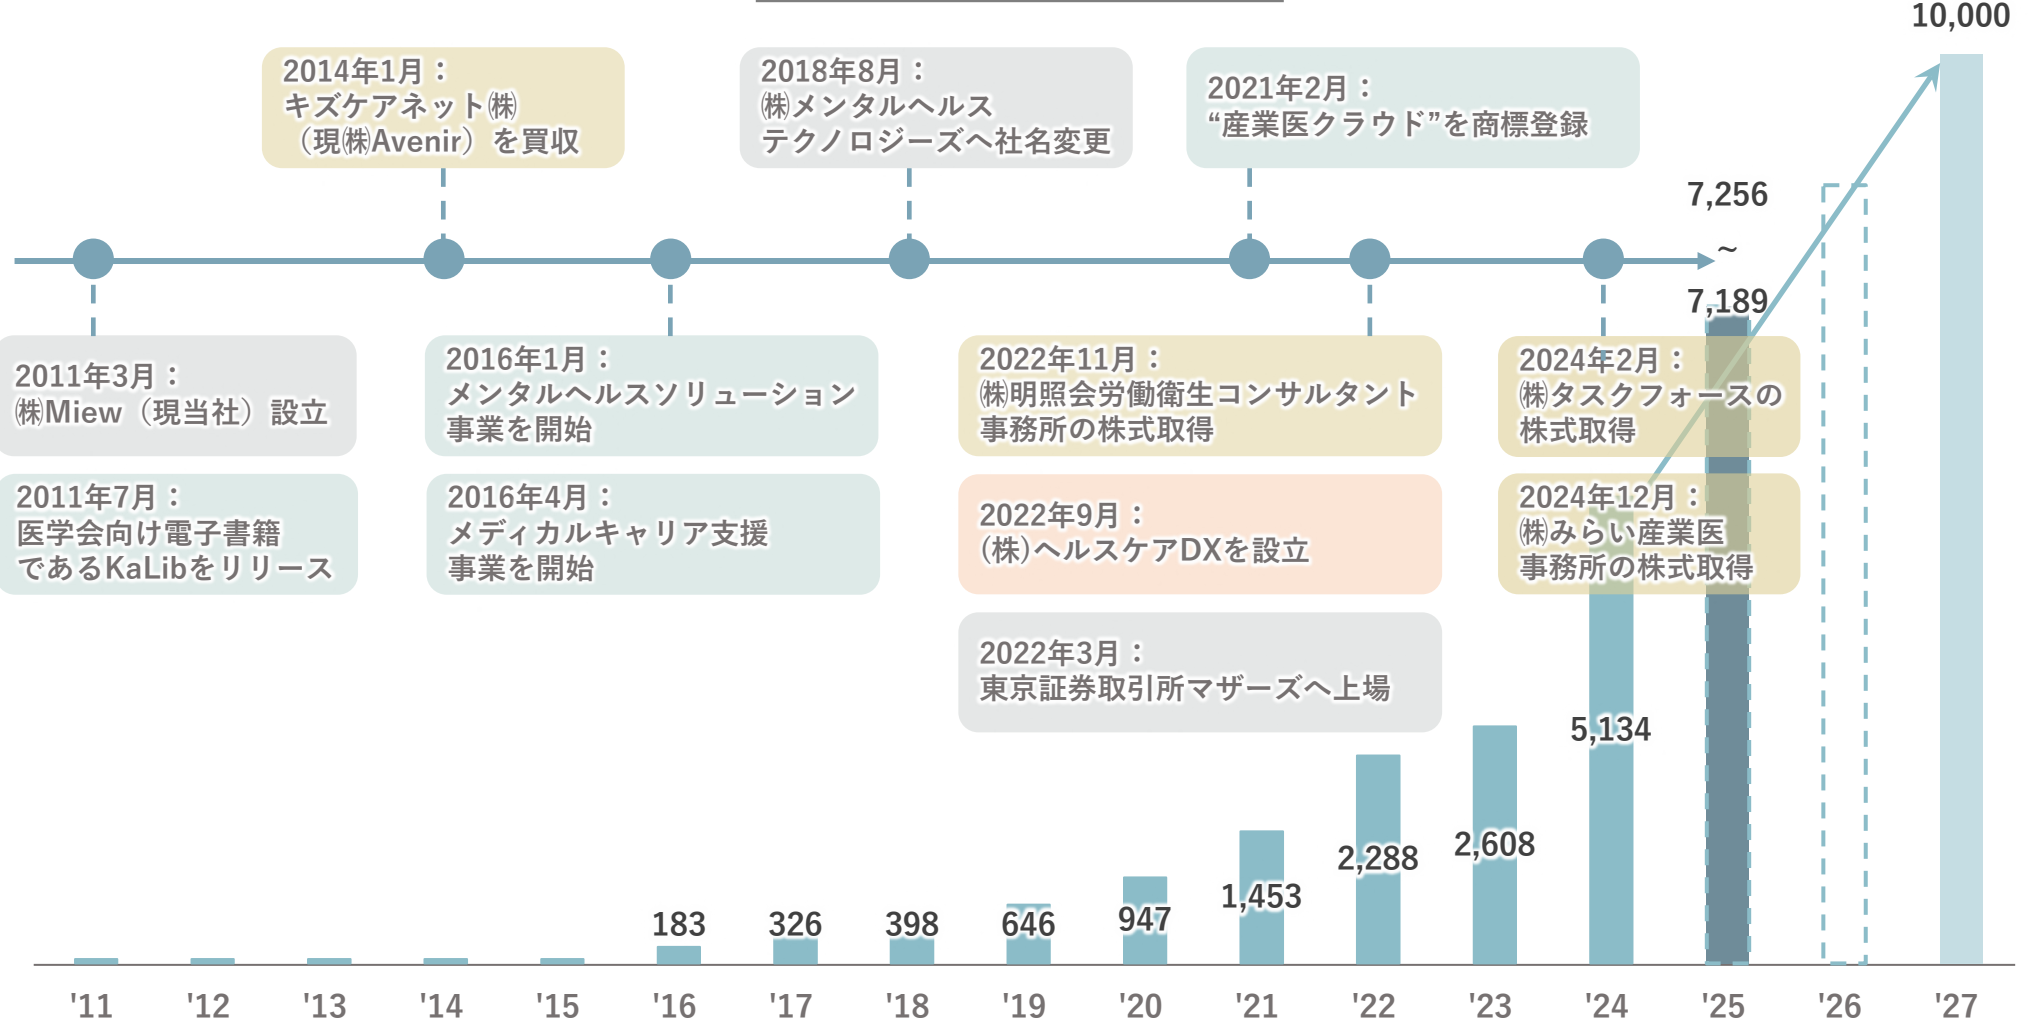 10,000
2014年1月：
キズケアネット㈱
（現㈱Avenir）を買収
2018年8月：
㈱メンタルヘルス
テクノロジーズへ社名変更
2021年2月：
“産業医クラウド”を商標登録
7,256
~
7,189
2011年3月：
㈱Miew（現当社）設立
2011年7月：
医学会向け電子書籍
であるKaLibをリリース
2016年1月：
メンタルヘルスソリューション
事業を開始
2016年4月：
メディカルキャリア支援
事業を開始
2022年11月：
㈱明照会労働衛生コンサルタント
事務所の株式取得
2022年9月：
(株)ヘルスケアDXを設立
2022年3月：
東京証券取引所マザーズへ上場
2024年2月：
㈱タスクフォースの
株式取得
2024年12月：
㈱みらい産業医
事務所の株式取得
183
326
398
646
947
1,453
2,288
2,608
5,134
'11
'12
'13
'14
'15
'16
'17
'18
'19
'20
'21
'22
'23
'24
'25
'26
'27